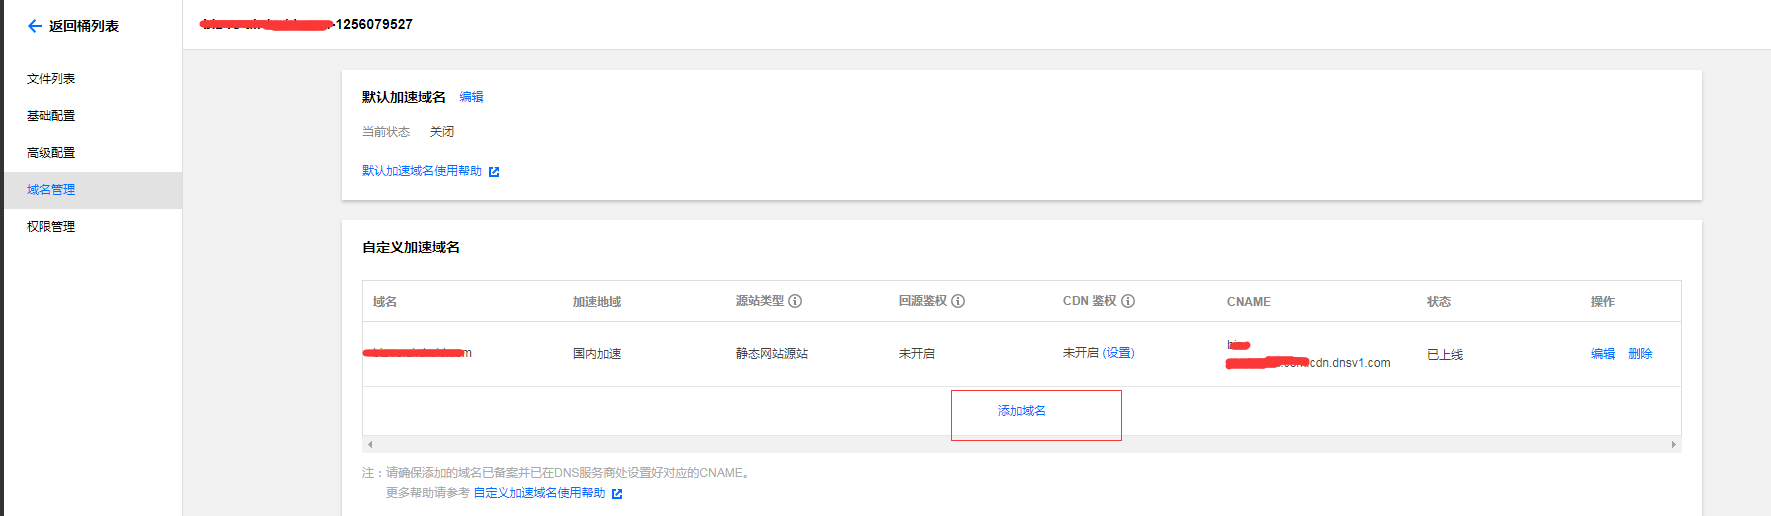 返回桶列表
-1256079527
文件列表
基础配置
高级配置
域名管理
权限管理
默认加速域名 编辑
当前状态 关闭
默认加速域名使用帮助
自定义加速域名
域名 加速地域 源站类型 回源鉴权 CDN 鉴权 CNAME 状态 操作
国内加速 静态网站源站 未开启 未开启 (设置) cdn.dnsv1.com 已上线 编辑 删除
添加域名
注：请确保添加的域名已备案并已在DNS服务商处设置好对应的CNAME。
更多帮助请参考 自定义加速域名使用帮助